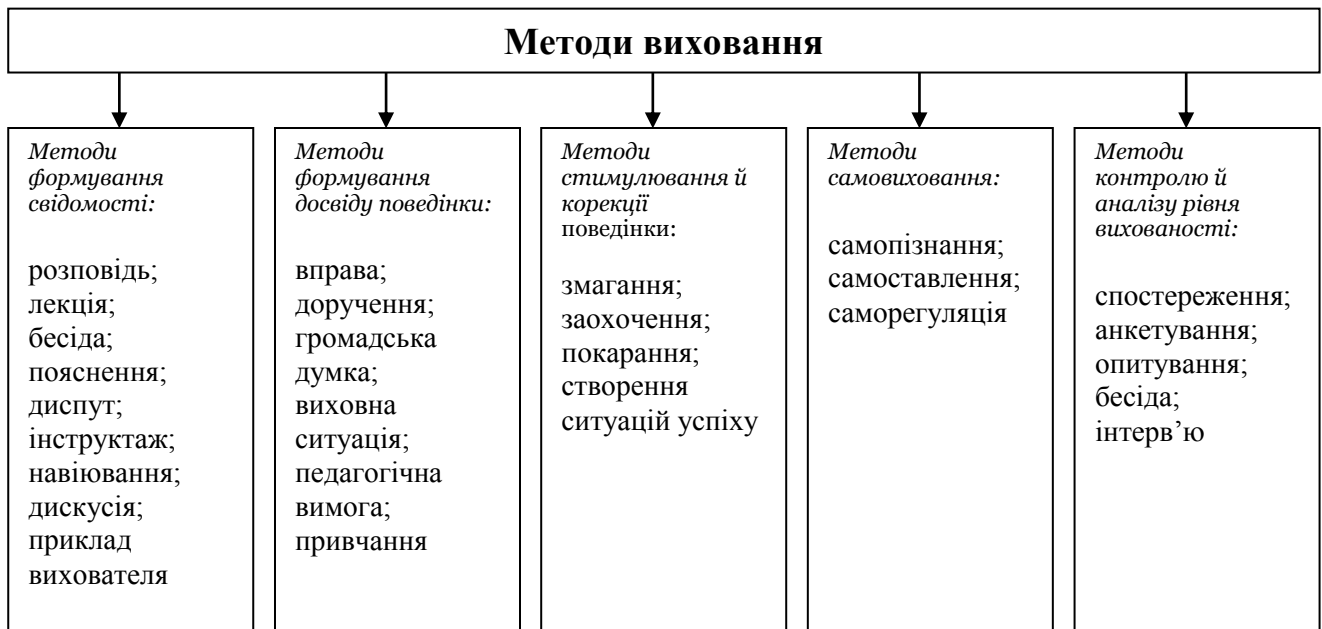 Методи виховання
Методи
формування
свідомості:
розповідь;
лекція;
бесіда;
пояснення;
диспут;
інструктаж;
навіювання;
дискусія;
приклад
вихователя
Методи
формування
досвіду поведінки:
вправа;
доручення;
громадська
думка;
виховна
ситуація;
педагогічна
вимога;
привчання
Методи
стимулювання й
корекції
поведінки:
змагання;
заохочення;
покарання;
створення
ситуацій успіху
Методи
самовиховання:
самопізнання;
самоставлення;
саморегуляція
Методи
контролю й
аналізу рівня
вихованості:
спостереження;
анкетування;
опитування;
бесіда;
інтерв’ю